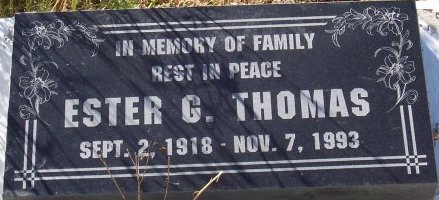 IN MEMORY OF FAMILY
REST IN PEACE
ESTER G. THOMAS
SEPT. 2, 1918 - NOV. 7, 1993